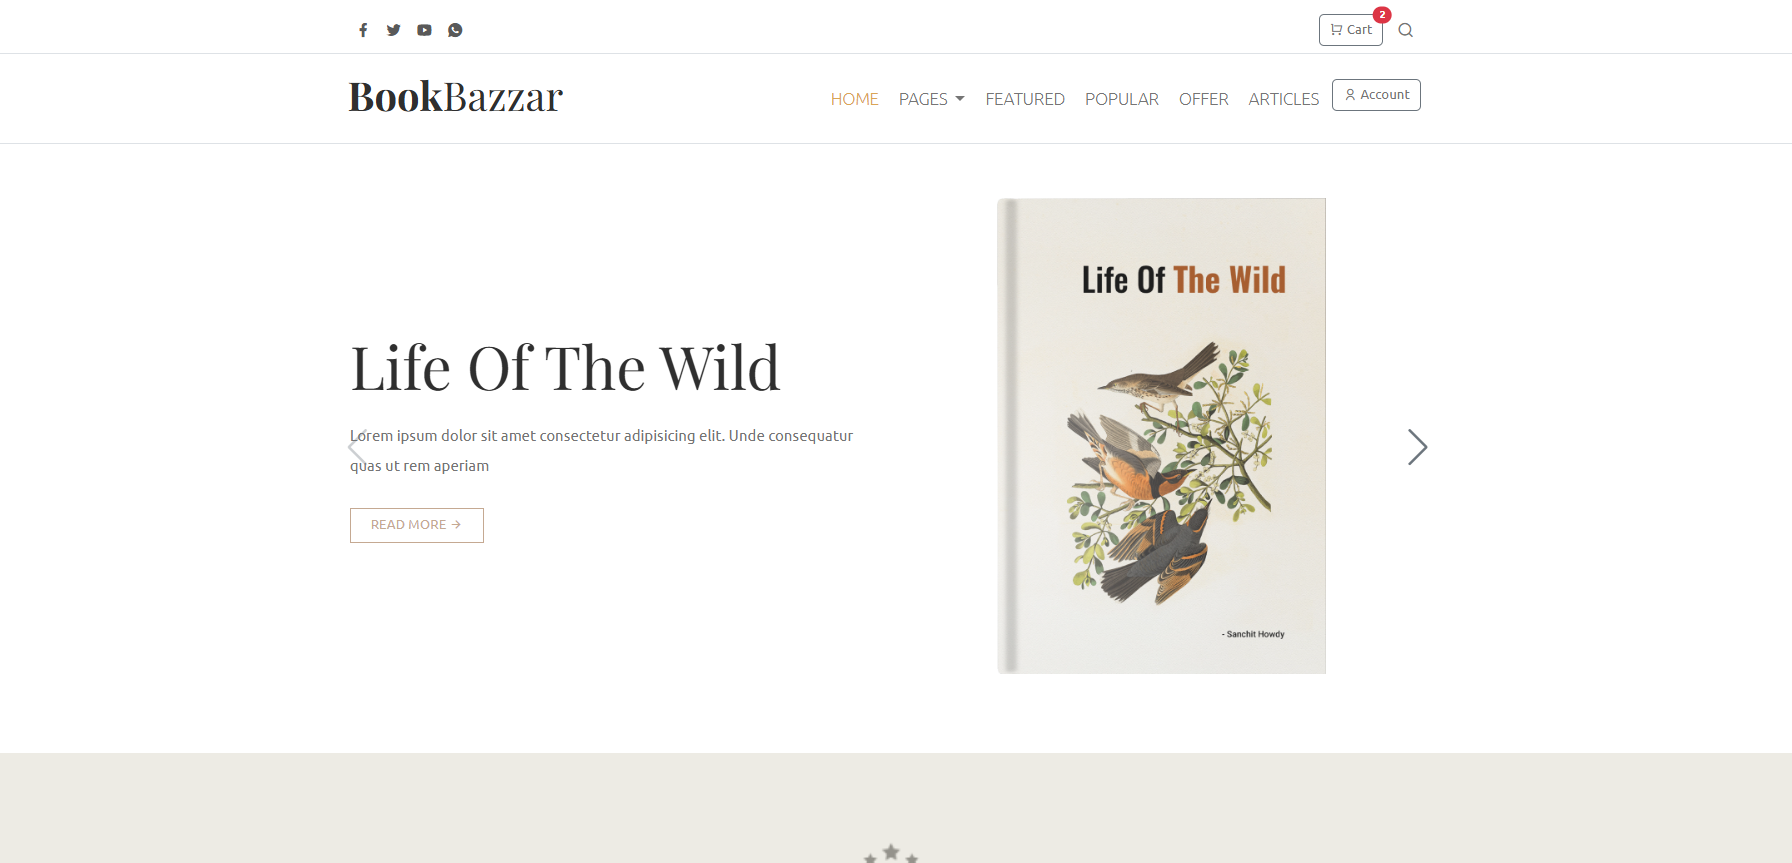 2
Cart
BookBazzar
HOME PAGES FEATURED POPULAR OFFER ARTICLES Account
Life Of The Wild
Life Of The Wild
Lorem ipsum dolor sit amet consectetur adipisicing elit. Unde consequatur
quas ut rem aperiam
READ MORE →
- Sanchit Howdy